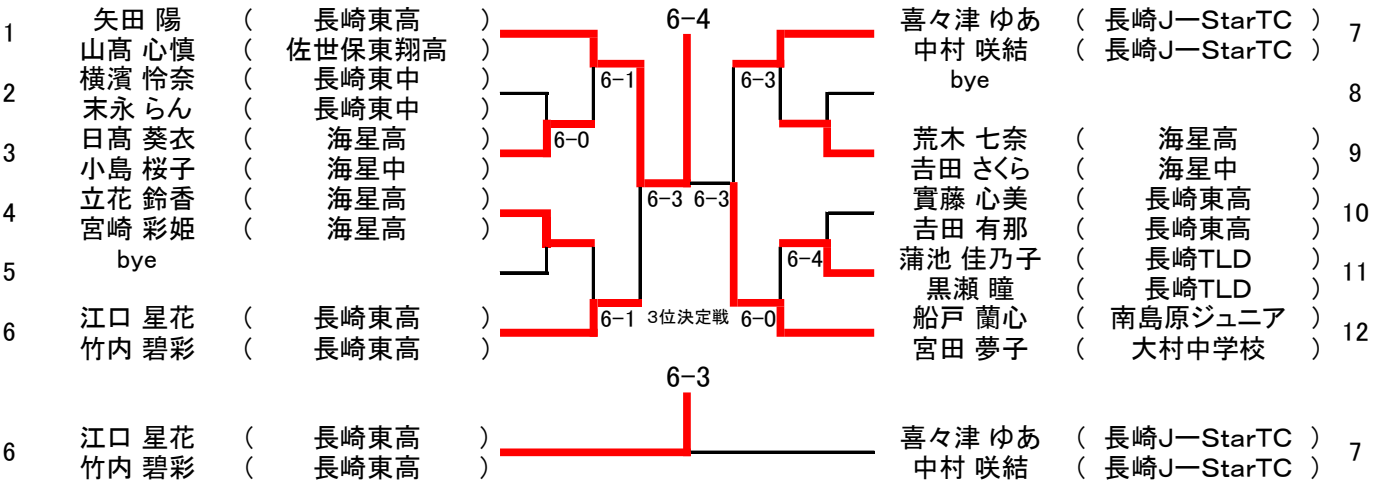 6-4
1 矢田 陽 ( 長崎東高 )
山髙 心慎 ( 佐世保東翔高 )
2 横濱 怜奈 ( 長崎東中 )
末永 らん ( 長崎東中 )
3 日髙 葵衣 ( 海星高 )
小島 桜子 ( 海星中 )
4 立花 鈴香 ( 海星高 )
宮崎 彩姫 ( 海星高 )
5 bye
6 江口 星花 ( 長崎東高 )
竹内 碧彩 ( 長崎東高 )
6-1
6-0
6-3 6-3
6-1 3位決定戦 6-0
6-3
6-4
喜々津 ゆあ ( 長崎J－StarTC ) 7
中村 咲結 ( 長崎J－StarTC )
bye 8
荒木 七奈 ( 海星高 ) 9
𠮷田 さくら ( 海星中 )
實藤 心美 ( 長崎東高 ) 10
𠮷田 有那 ( 長崎東高 )
蒲池 佳乃子 ( 長崎TLD ) 11
黒瀬 瞳 ( 長崎TLD )
船戸 蘭心 ( 南島原ジュニア ) 12
宮田 夢子 ( 大村中学校 )
6-3
6 江口 星花 ( 長崎東高 )
竹内 碧彩 ( 長崎東高 )
喜々津 ゆあ ( 長崎J－StarTC ) 7
中村 咲結 ( 長崎J－StarTC )